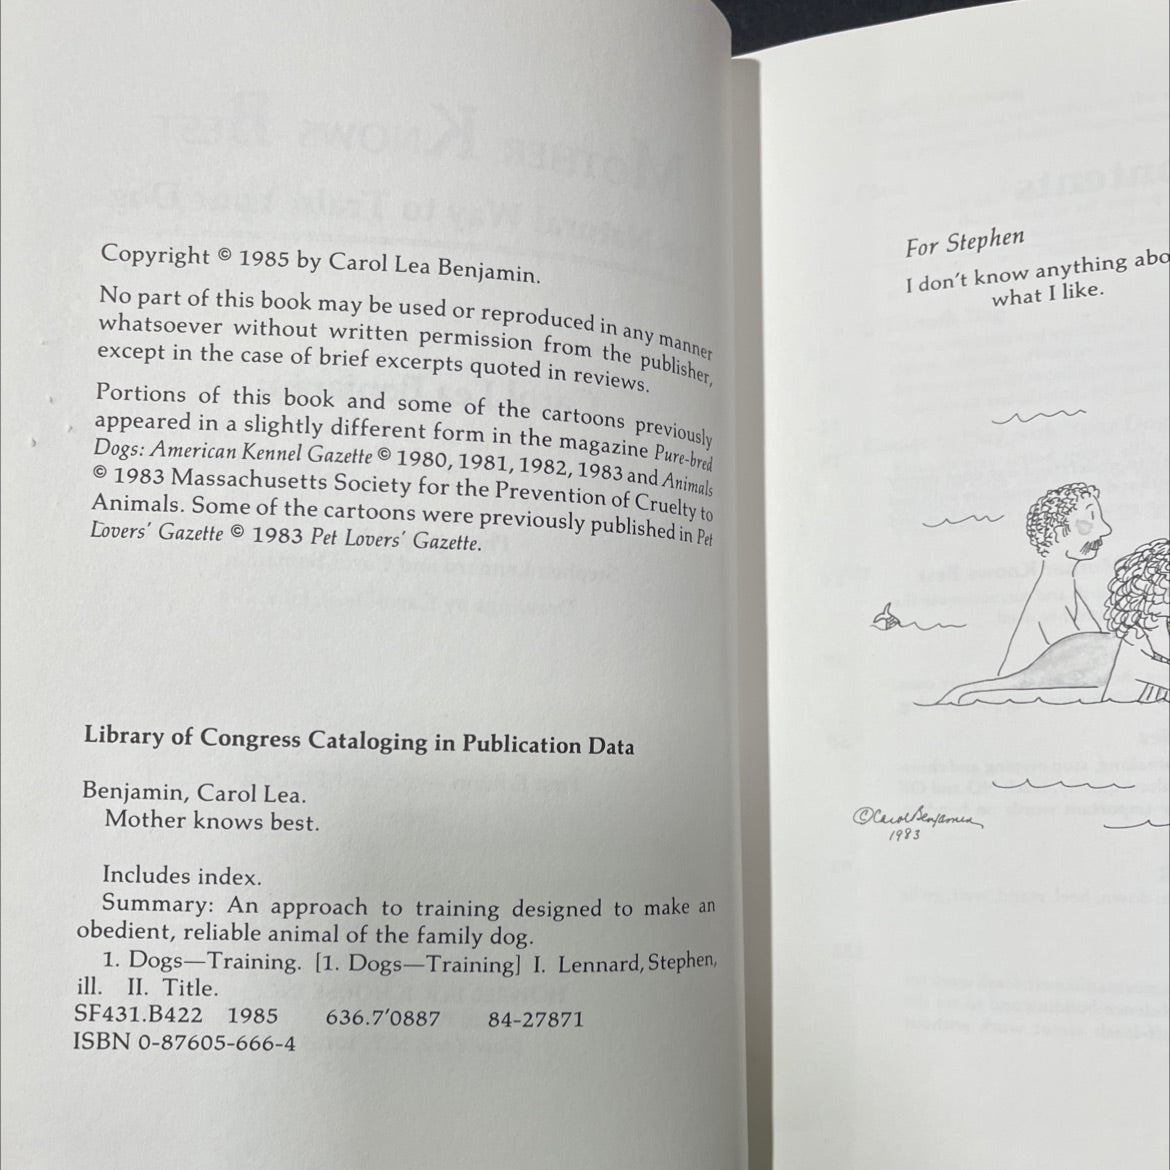 Copyright © 1985 by Carol Lea Benjamin.
No part of this book may be used or reproduced in any manner
whatsoever without written permission from the publisher,
except in the case of brief excerpts quoted in reviews.
Portions of this book and some of the cartoons previously
appeared in a slightly different form in the magazine Pure-bred
Dogs: American Kennel Gazette © 1980, 1981, 1982, 1983 and Animals
© 1983 Massachusetts Society for the Prevention of Cruelty to
Animals. Some of the cartoons were previously published in Pet
Lovers' Gazette © 1983 Pet Lovers' Gazette.
Library of Congress Cataloging in Publication Data
Benjamin, Carol Lea.
Mother knows best.
Includes index.
Summary: An approach to training designed to make an
obedient, reliable animal of the family dog.
1. Dogs—Training. [1. Dogs—Training] I. Lennard, Stephen,
ill. II. Title.
SF431.B422 1985 636.7'0887 84-27871
ISBN 0-87605-666-4
For Stephen
I don't know anything abo
what I like.
©Carol Benjamin
1983